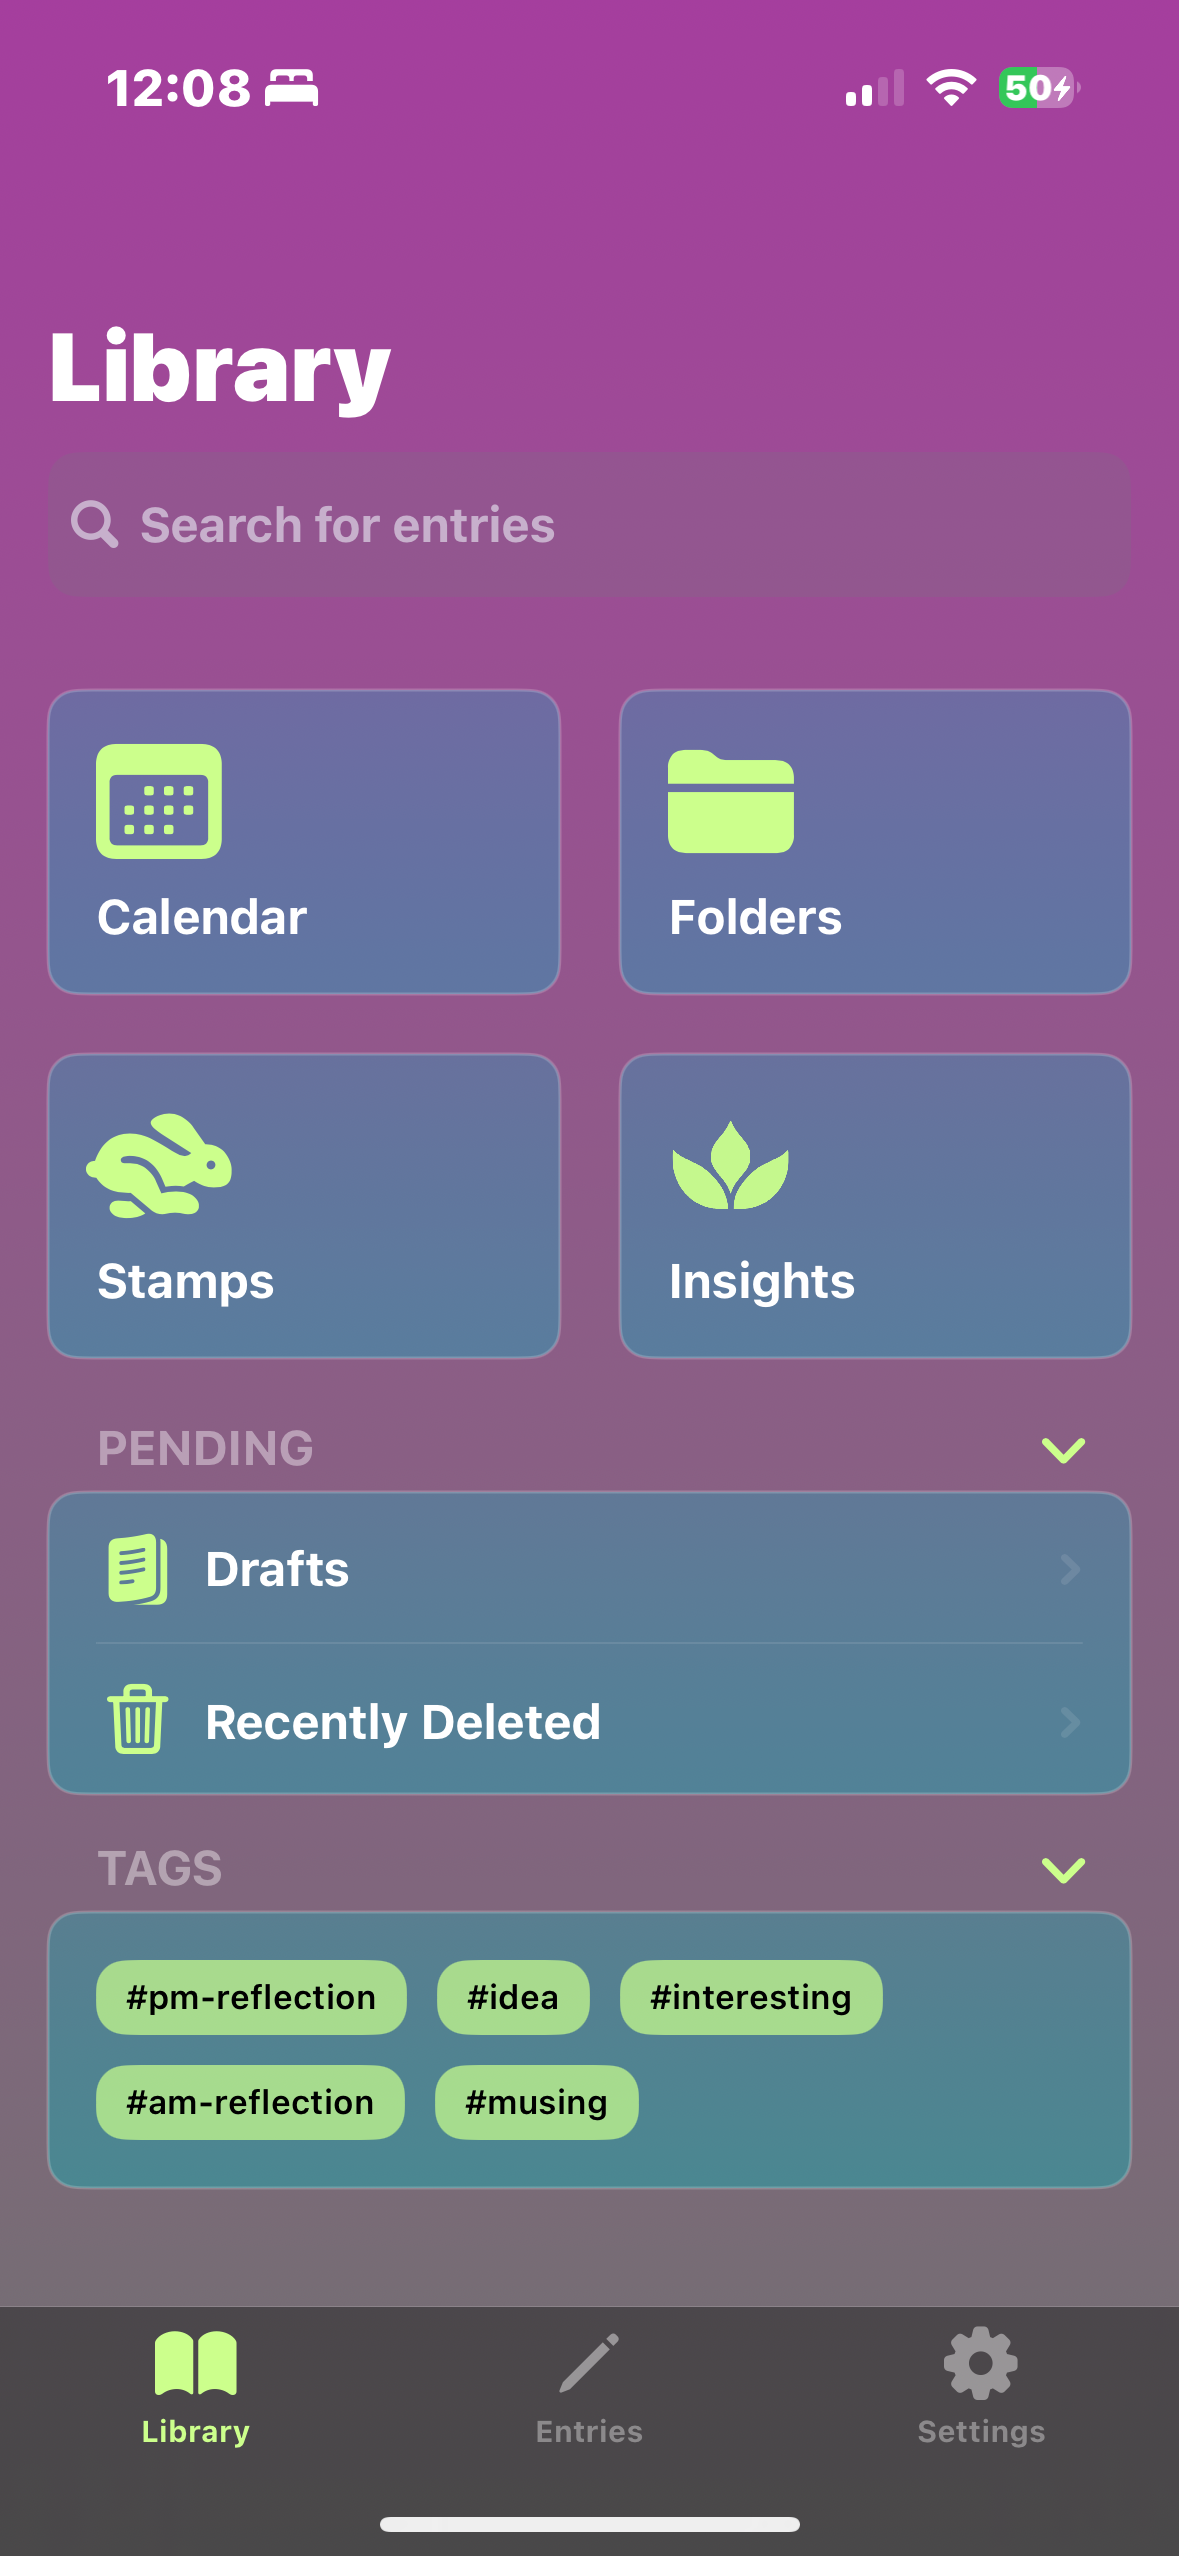 12:08
50
Library
Search for entries
Calendar
Folders
Stamps
Insights
PENDING
Drafts
Recently Deleted
TAGS
#pm-reflection #idea #interesting
#am-reflection #musing
Library Entries Settings